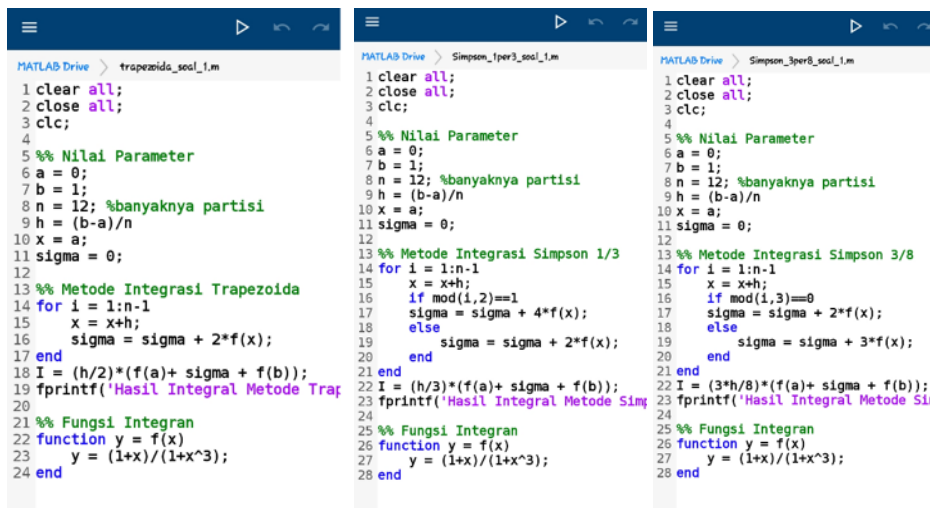 MATLAB Drive > trapezoida_soal_1.m
1 clear all;
2 close all;
3 clc;
4
5 %% Nilai Parameter
6 a = 0;
7 b = 1;
8 n = 12; %banyaknya partisi
9 h = (b-a)/n
10 x = a;
11 sigma = 0;
12
13 %% Metode Integrasi Trapezoida
14 for i = 1:n-1
15 x = x+h;
16 sigma = sigma + 2*f(x);
17 end
18 I = (h/2)*(f(a)+ sigma + f(b));
19 fprintf('Hasil Integral Metode Trap
20
21 %% Fungsi Integran
22 function y = f(x)
23 y = (1+x)/(1+x^3);
24 end
MATLAB Drive > Simpson_1per3_soal_1.m
1 clear all;
2 close all;
3 clc;
4
5 %% Nilai Parameter
6 a = 0;
7 b = 1;
8 n = 12; %banyaknya partisi
9 h = (b-a)/n
10 x = a;
11 sigma = 0;
12
13 %% Metode Integrasi Simpson 1/3
14 for i = 1:n-1
15 x = x+h;
16 if mod(i,2)==1
17 sigma = sigma + 4*f(x);
18 else
19 sigma = sigma + 2*f(x);
20 end
21 end
22 I = (h/3)*(f(a)+ sigma + f(b));
23 fprintf('Hasil Integral Metode Simp
24
25 %% Fungsi Integran
26 function y = f(x)
27 y = (1+x)/(1+x^3);
28 end
MATLAB Drive > Simpson_3per8_soal_1.m
1 clear all;
2 close all;
3 clc;
4
5 %% Nilai Parameter
6 a = 0;
7 b = 1;
8 n = 12; %banyaknya partisi
9 h = (b-a)/n
10 x = a;
11 sigma = 0;
12
13 %% Metode Integrasi Simpson 3/8
14 for i = 1:n-1
15 x = x+h;
16 if mod(i,3)==0
17 sigma = sigma + 2*f(x);
18 else
19 sigma = sigma + 3*f(x);
20 end
21 end
22 I = (3*h/8)*(f(a)+ sigma + f(b));
23 fprintf('Hasil Integral Metode Si
24
25 %% Fungsi Integran
26 function y = f(x)
27 y = (1+x)/(1+x^3);
28 end